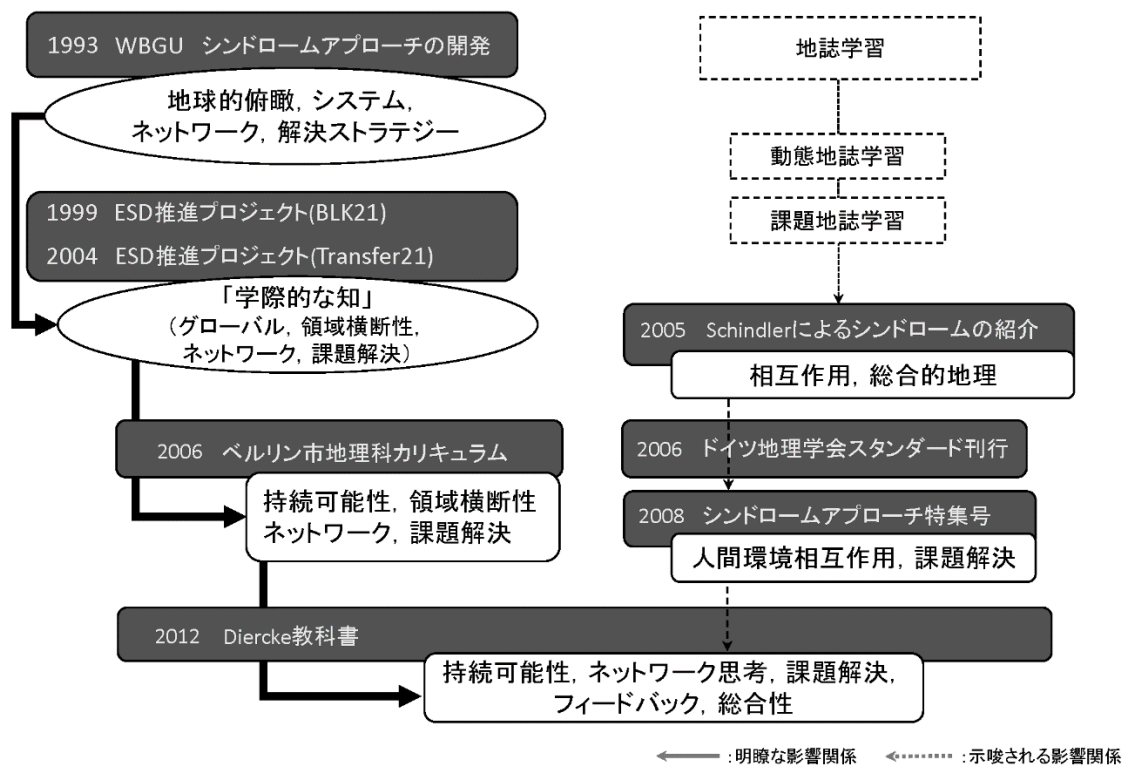 1993 WBGU シンドロームアプローチの開発
地球的俯瞰, システム,
ネットワーク, 解決ストラテジー
1999 ESD推進プロジェクト(BLK21)
2004 ESD推進プロジェクト(Transfer21)
「学際的な知」
(グローバル, 領域横断性,
ネットワーク, 課題解決)
2006 ベルリン市地理科カリキュラム
持続可能性, 領域横断性
ネットワーク, 課題解決
地誌学習
動態地誌学習
課題地誌学習
2005 Schindlerによるシンドロームの紹介
相互作用, 総合的地理
2006 ドイツ地理学会スタンダード刊行
2008 シンドロームアプローチ特集号
人間環境相互作用, 課題解決
2012 Diercke教科書
持続可能性, ネットワーク思考, 課題解決,
フィードバック, 総合性
:明瞭な影響関係
:示唆される影響関係